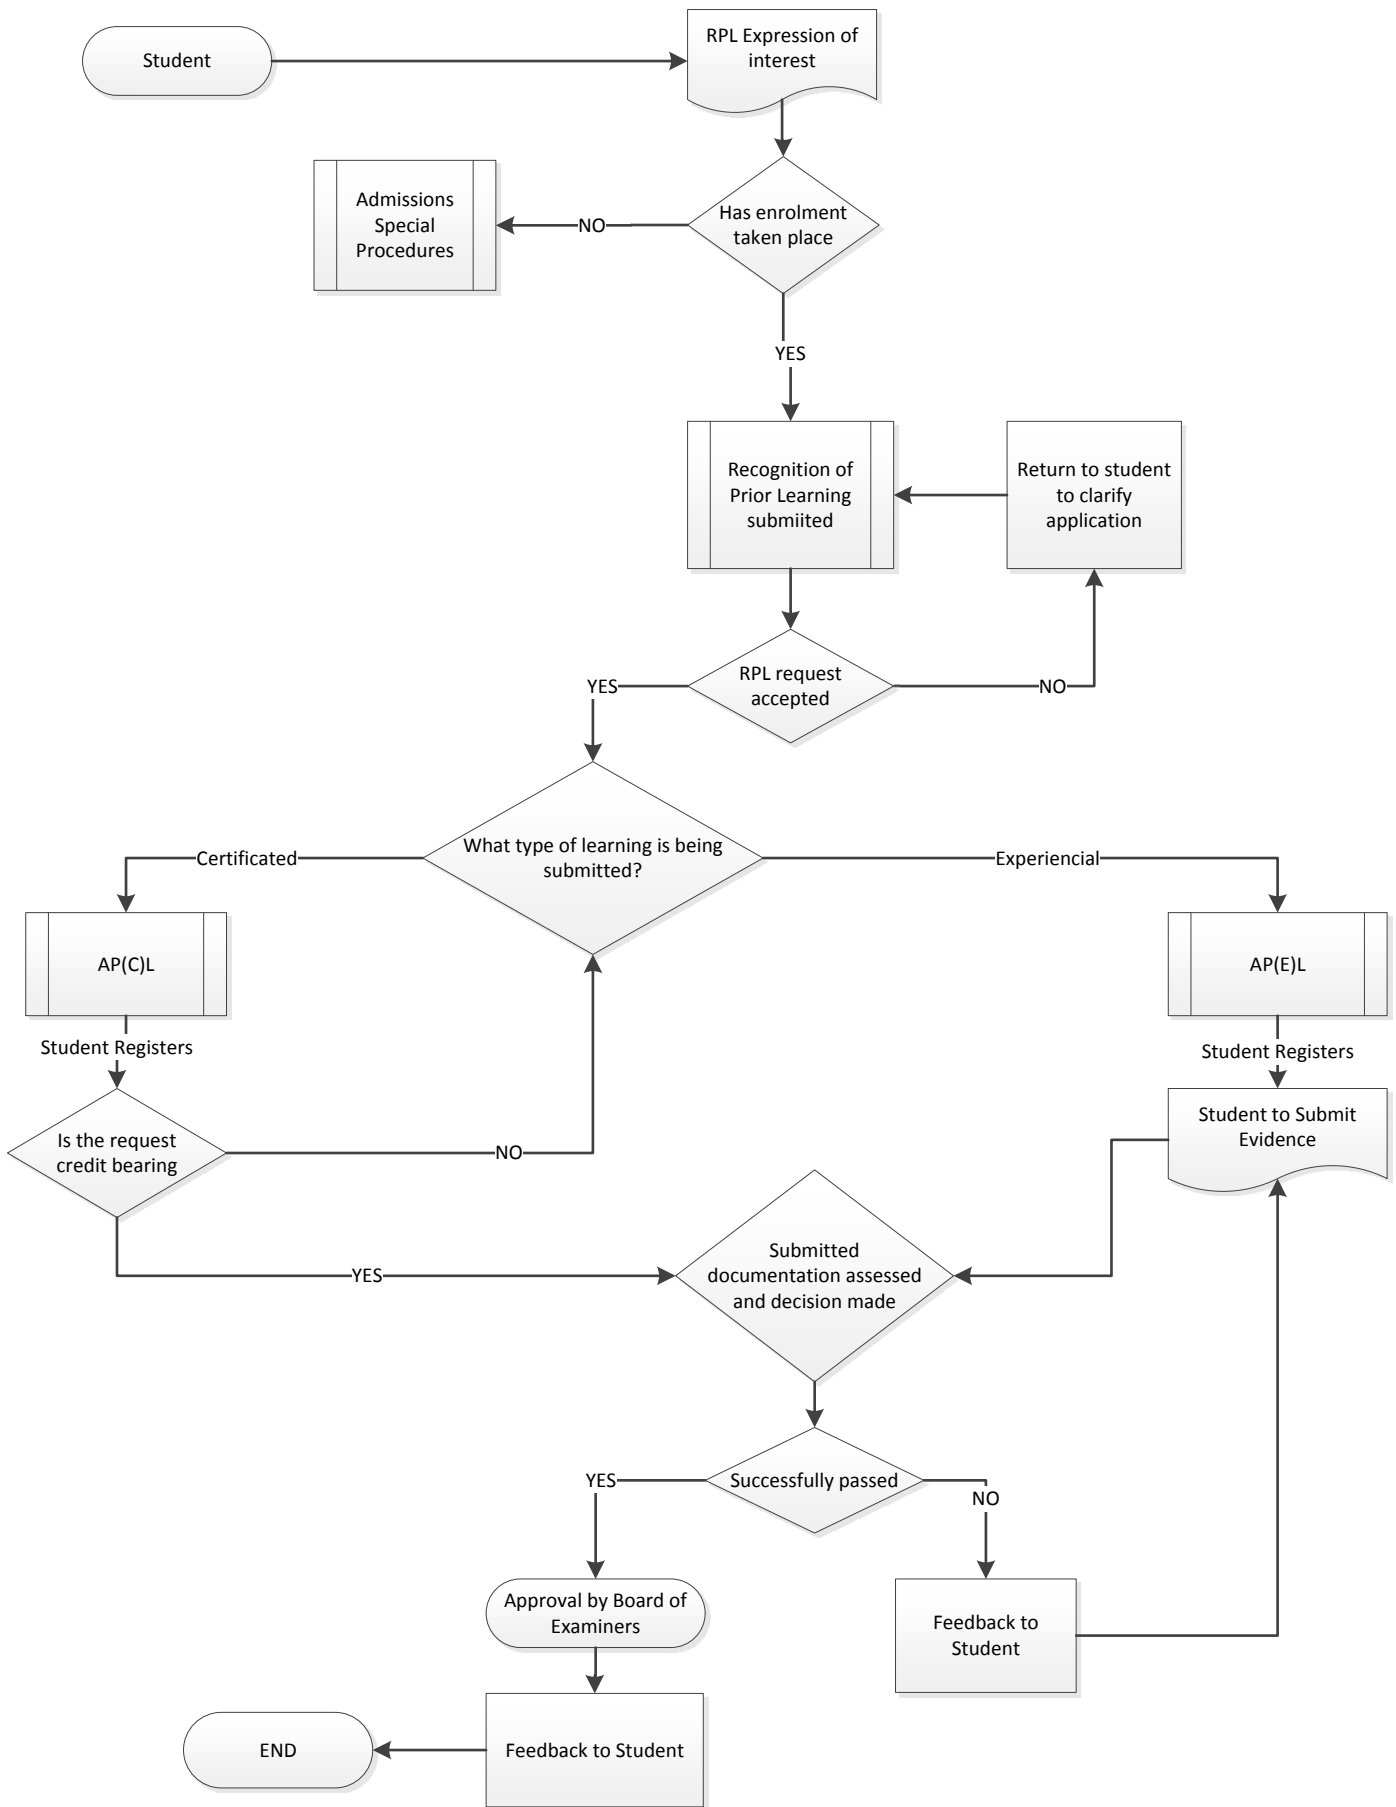 Student
RPL Expression of
interest
Admissions
Special
Procedures
NO
Has enrolment
taken place
YES
Recognition of
Prior Learning
submiited
Return to student
to clarify
application
RPL request
accepted
YES
NO
What type of learning is being
submitted?
Certificated
Experiencial
AP(C)L
AP(E)L
Student Registers
Student Registers
Is the request
credit bearing
NO
Student to Submit
Evidence
Submitted
documentation assessed
and decision made
YES
Successfully passed
YES
NO
Approval by Board of
Examiners
Feedback to
Student
Feedback to Student
END